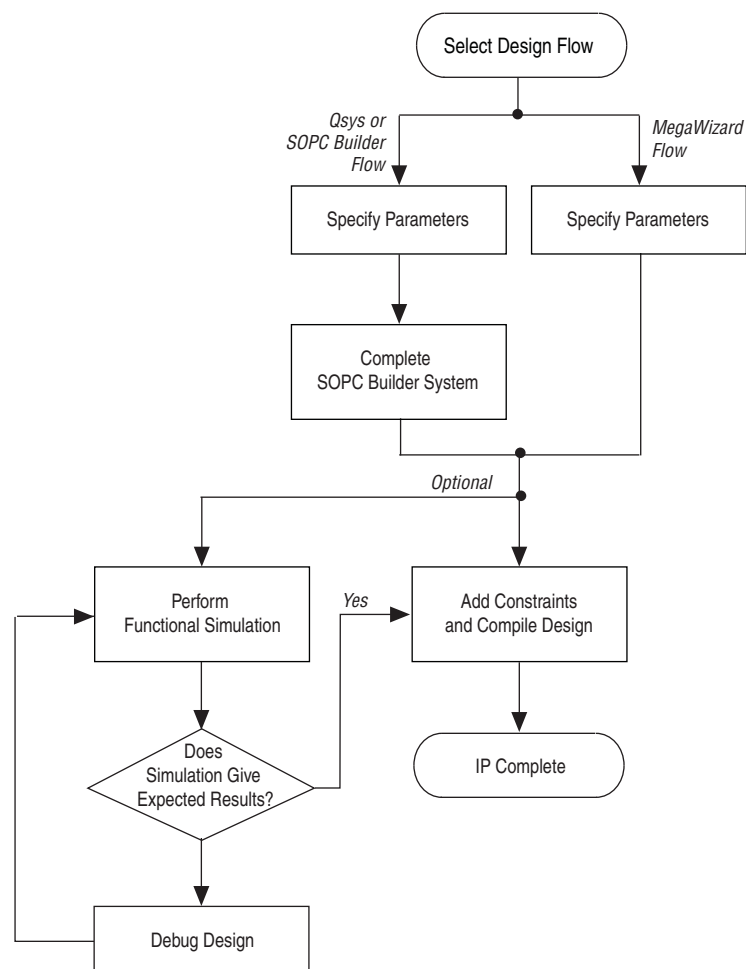 Select Design Flow
Qsys or
SOPC Builder
Flow
MegaWizard
Flow
Specify Parameters
Specify Parameters
Complete
SOPC Builder System
Optional
Perform
Functional Simulation
Yes
Add Constraints
and Compile Design
Does
Simulation Give
Expected Results?
IP Complete
Debug Design